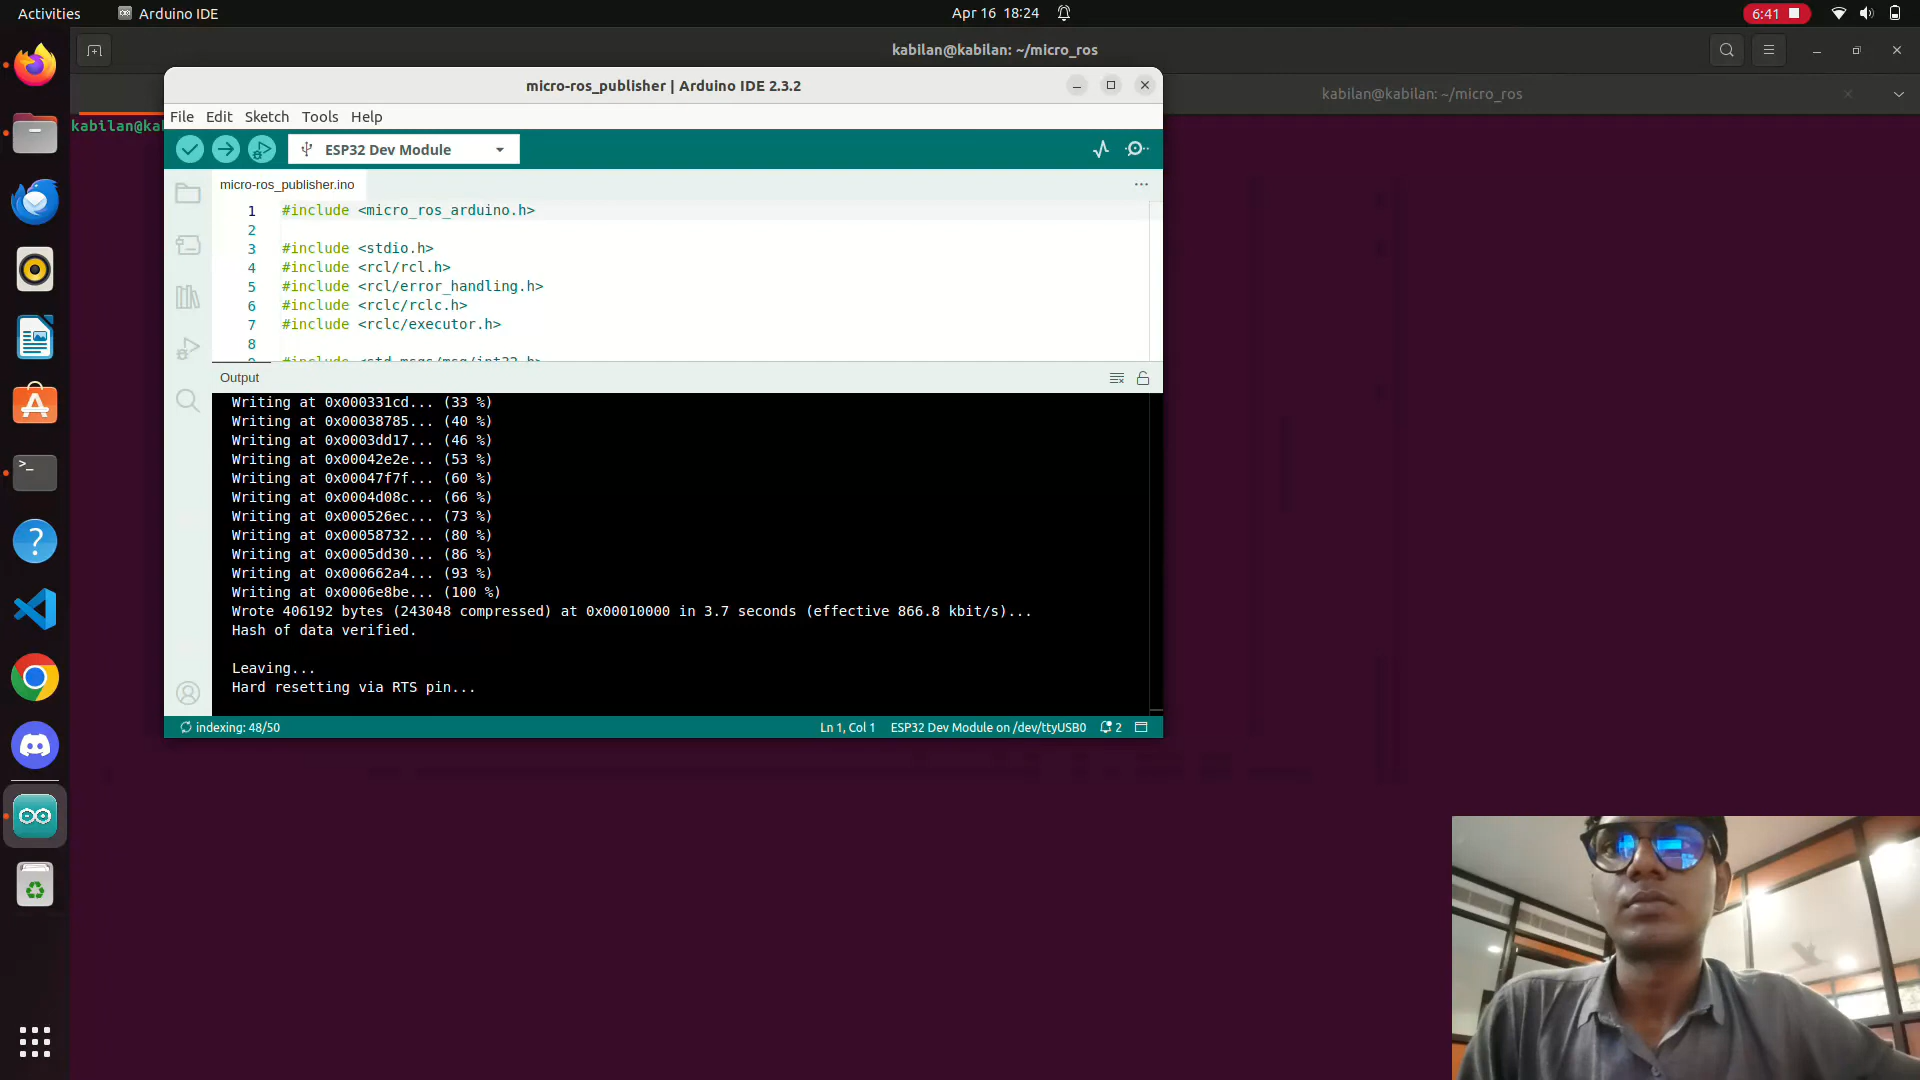 Activities
Arduino IDE
Apr 16 18:24
6:41
kabilan@kabilan: ~/micro_ros
kabilan@kabilan: ~/micro_ros
kabilan@ka
micro-ros_publisher | Arduino IDE 2.3.2
File Edit Sketch Tools Help
ESP32 Dev Module
micro-ros_publisher.ino
1 #include <micro_ros_arduino.h>
2
3 #include <stdio.h>
4 #include <rcl/rcl.h>
5 #include <rcl/error_handling.h>
6 #include <rclc/rclc.h>
7 #include <rclc/executor.h>
8
9 #include <std_msgs/msg/int32.h>
Output
Writing at 0x000331cd... (33 %)
Writing at 0x00038785... (40 %)
Writing at 0x0003dd17... (46 %)
Writing at 0x00042e2e... (53 %)
Writing at 0x00047f7f... (60 %)
Writing at 0x0004d08c... (66 %)
Writing at 0x000526ec... (73 %)
Writing at 0x00058732... (80 %)
Writing at 0x0005dd30... (86 %)
Writing at 0x000662a4... (93 %)
Writing at 0x0006e8be... (100 %)
Wrote 406192 bytes (243048 compressed) at 0x00010000 in 3.7 seconds (effective 866.8 kbit/s)...
Hash of data verified.
Leaving...
Hard resetting via RTS pin...
indexing: 48/50
Ln 1, Col 1
ESP32 Dev Module on /dev/ttyUSB0
2